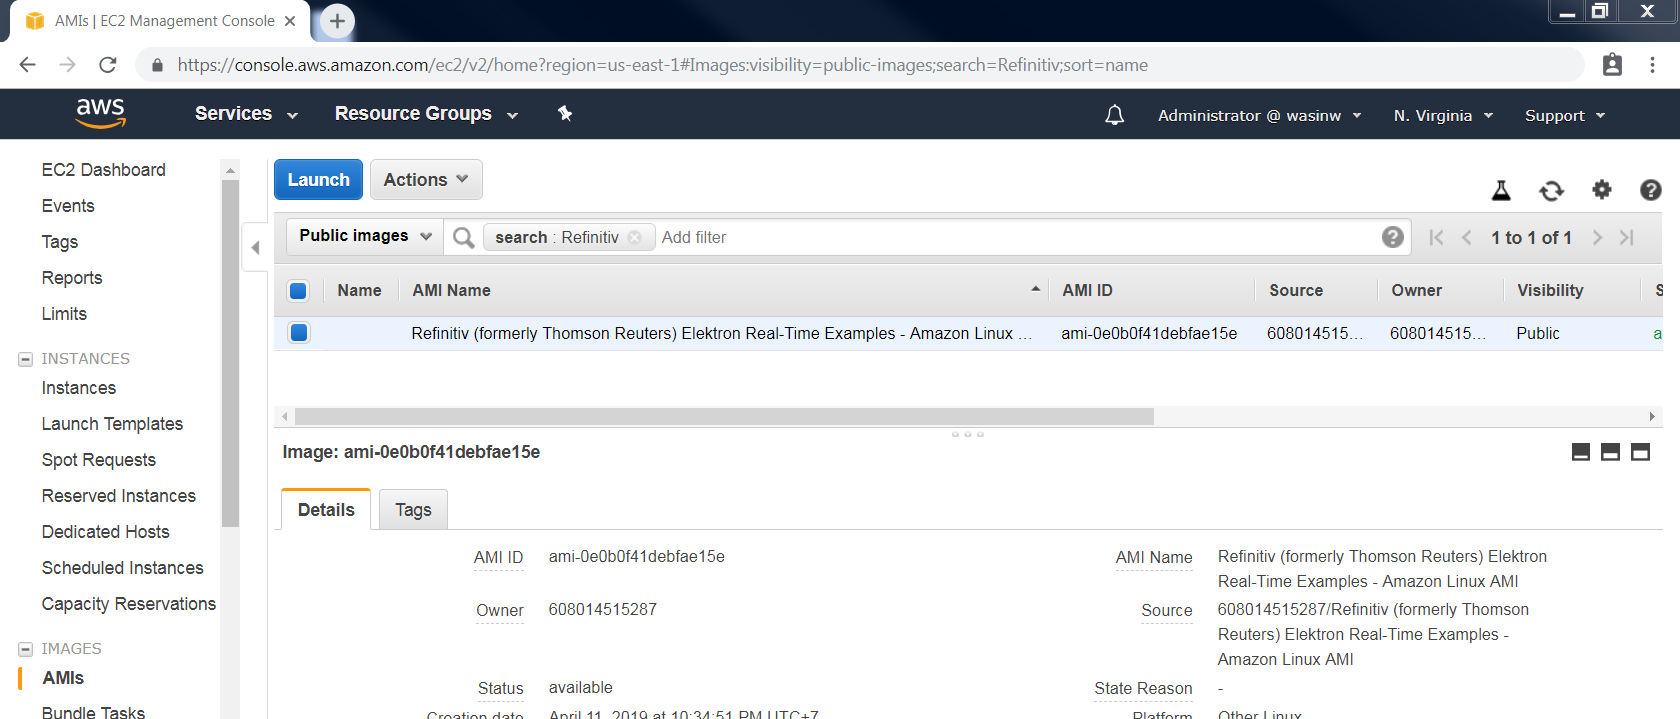 AMIs | EC2 Management Console
https://console.aws.amazon.com/ec2/v2/home?region=us-east-1#Images:visibility=public-images;search=Refinitiv;sort=name
aws Services Resource Groups Administrator @ wasinw N. Virginia Support
EC2 Dashboard
Events
Tags
Reports
Limits
INSTANCES
Instances
Launch Templates
Spot Requests
Reserved Instances
Dedicated Hosts
Scheduled Instances
Capacity Reservations
IMAGES
AMIs
Bundle Tasks
Launch Actions
Public images search : Refinitiv Add filter 1 to 1 of 1
Name AMI Name AMI ID Source Owner Visibility S
Refinitiv (formerly Thomson Reuters) Elektron Real-Time Examples - Amazon Linux ... ami-0e0b0f41debfae15e 608014515... 608014515... Public a
Image: ami-0e0b0f41debfae15e
Details Tags
AMI ID ami-0e0b0f41debfae15e
AMI Name Refinitiv (formerly Thomson Reuters) Elektron
Real-Time Examples - Amazon Linux AMI
Owner 608014515287
Source 608014515287/Refinitiv (formerly Thomson
Reuters) Elektron Real-Time Examples -
Amazon Linux AMI
Status available
State Reason -
Creation date April 11, 2019 at 10:34:51 PM UTC+7
Platform Other Linux